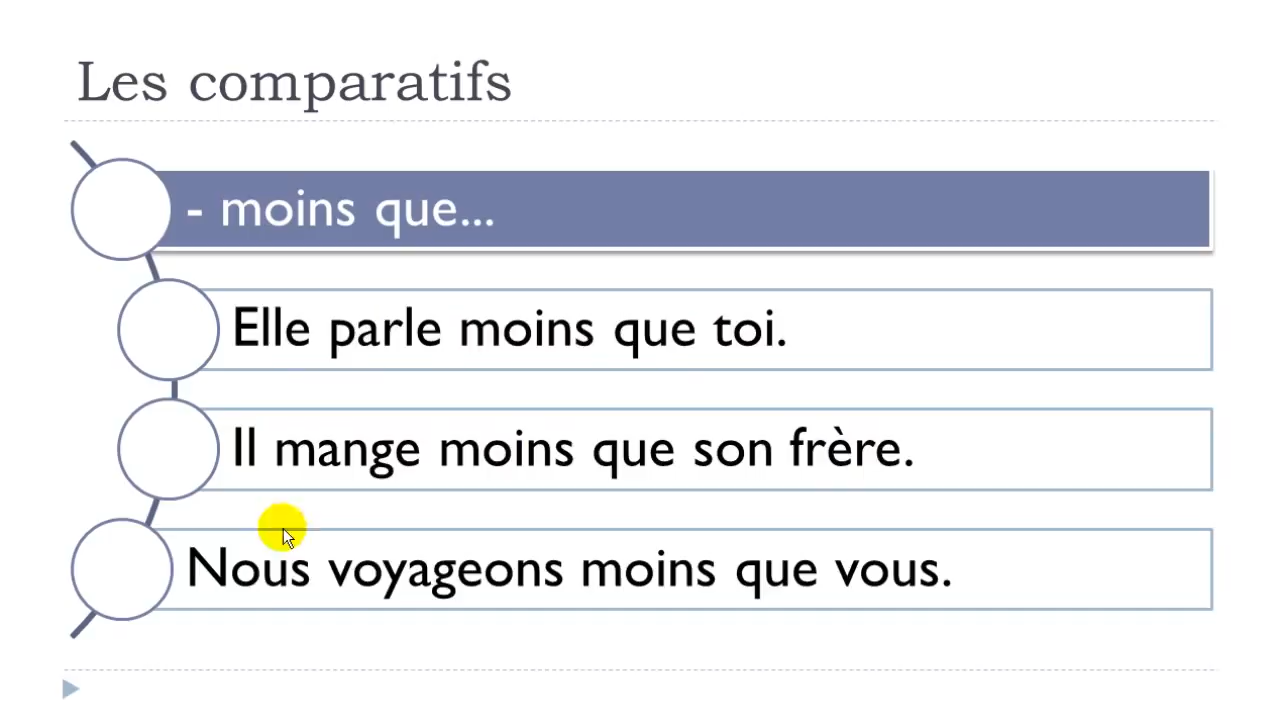 Les comparatifs
- moins que...
Elle parle moins que toi.
Il mange moins que son frère.
Nous voyageons moins que vous.